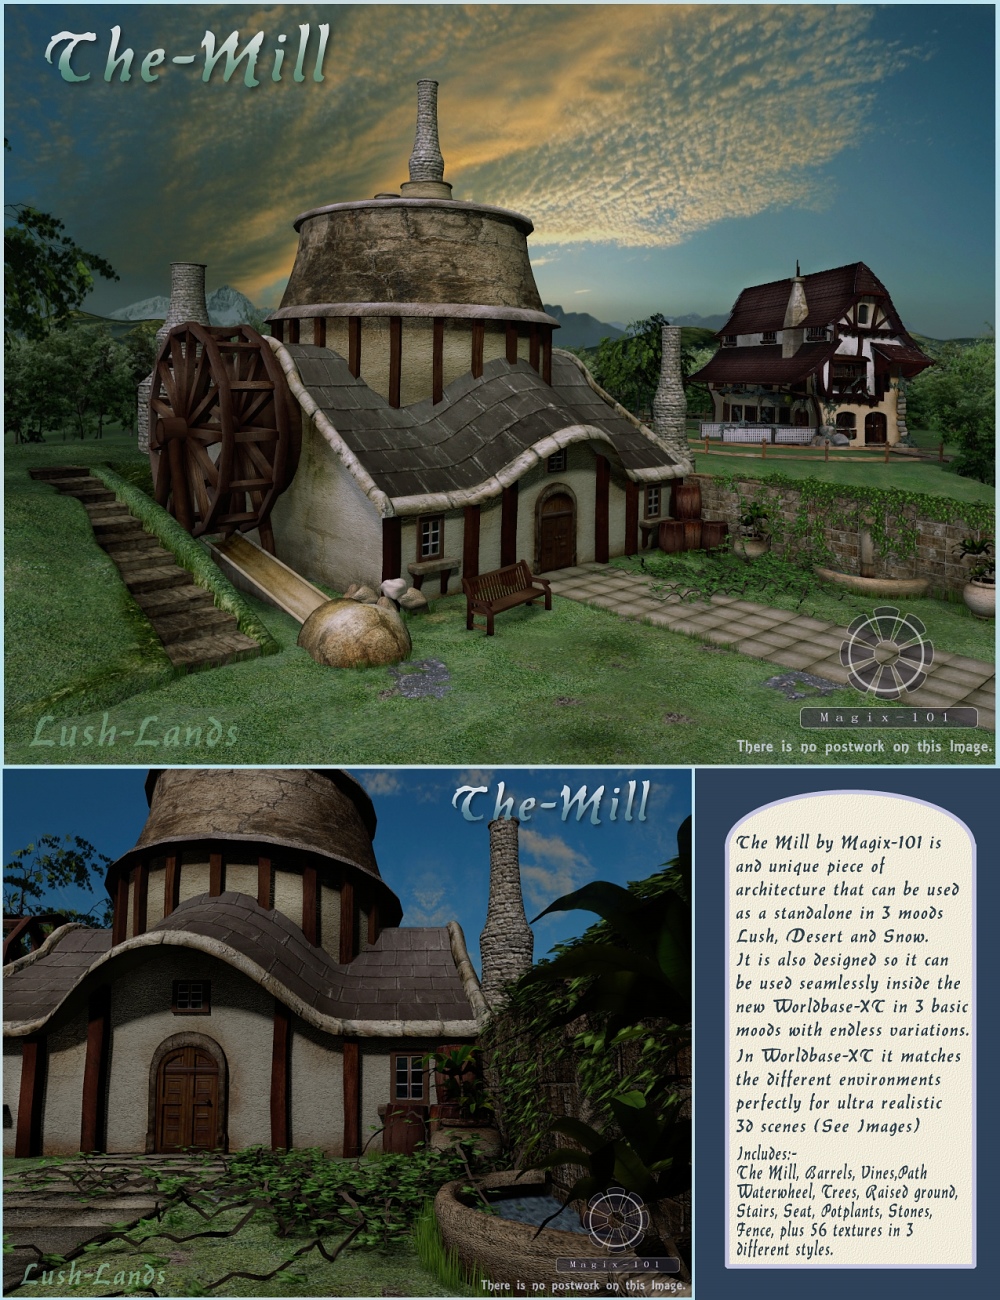 The-Mill
Lush-Lands
Magix-101
There is no postwork on this Image.
The-Mill
Lush-Lands
Magix-101
There is no postwork on this Image.
The Mill by Magix-101 is
and unique piece of
architecture that can be used
as a standalone in 3 moods
Lush, Desert and Snow.
It is also designed so it can
be used seamlessly inside the
new Worldbase-XT in 3 basic
moods with endless variations.
In Worldbase-XT it matches
the different environments
perfectly for ultra realistic
3d scenes (See Images)
Includes:-
The Mill, Barrels, Vines,Path
Waterwheel, Trees, Raised ground,
Stairs, Seat, Potplants, Stones,
Fence, plus 56 textures in 3
different styles.